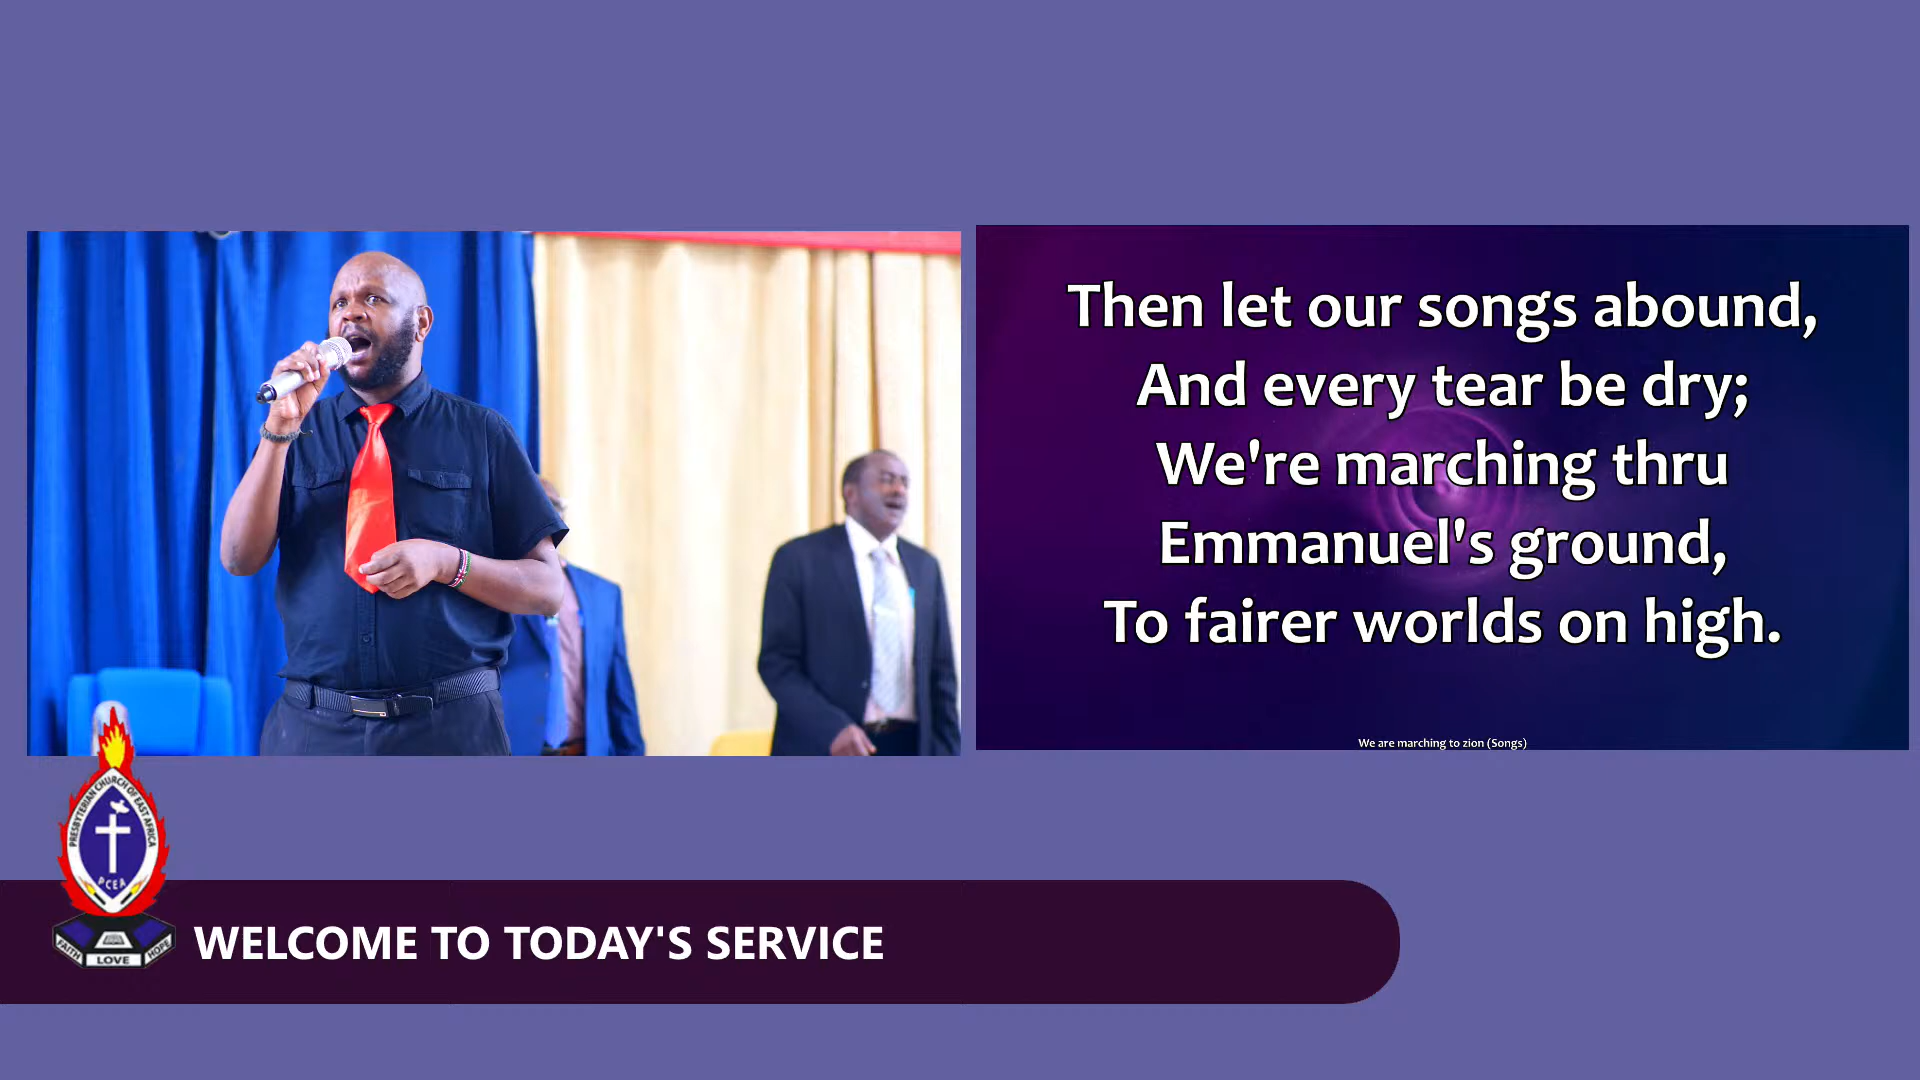 Then let our songs abound,
And every tear be dry;
We're marching thru
Emmanuel's ground,
To fairer worlds on high.
We are marching to zion (Songs)
PRESBYTERIAN CHURCH OF EAST AFRICA
PCEA
FAITH
LOVE
HOPE
WELCOME TO TODAY'S SERVICE